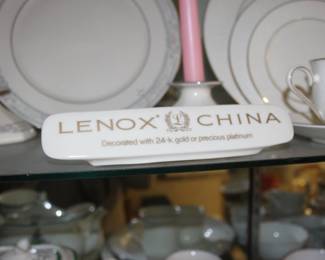 LENOX® L CHINA
Decorated with 24-k gold or precious platinum